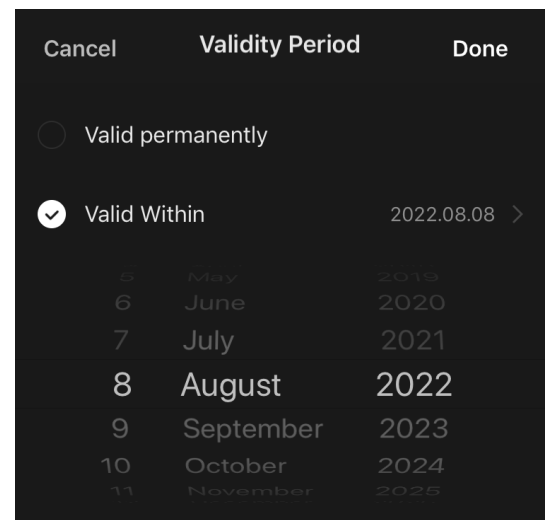 Cancel Validity Period Done
Valid permanently
Valid Within 2022.08.08
5 May 2019
6 June 2020
7 July 2021
8 August 2022
9 September 2023
10 October 2024
11 November 2025